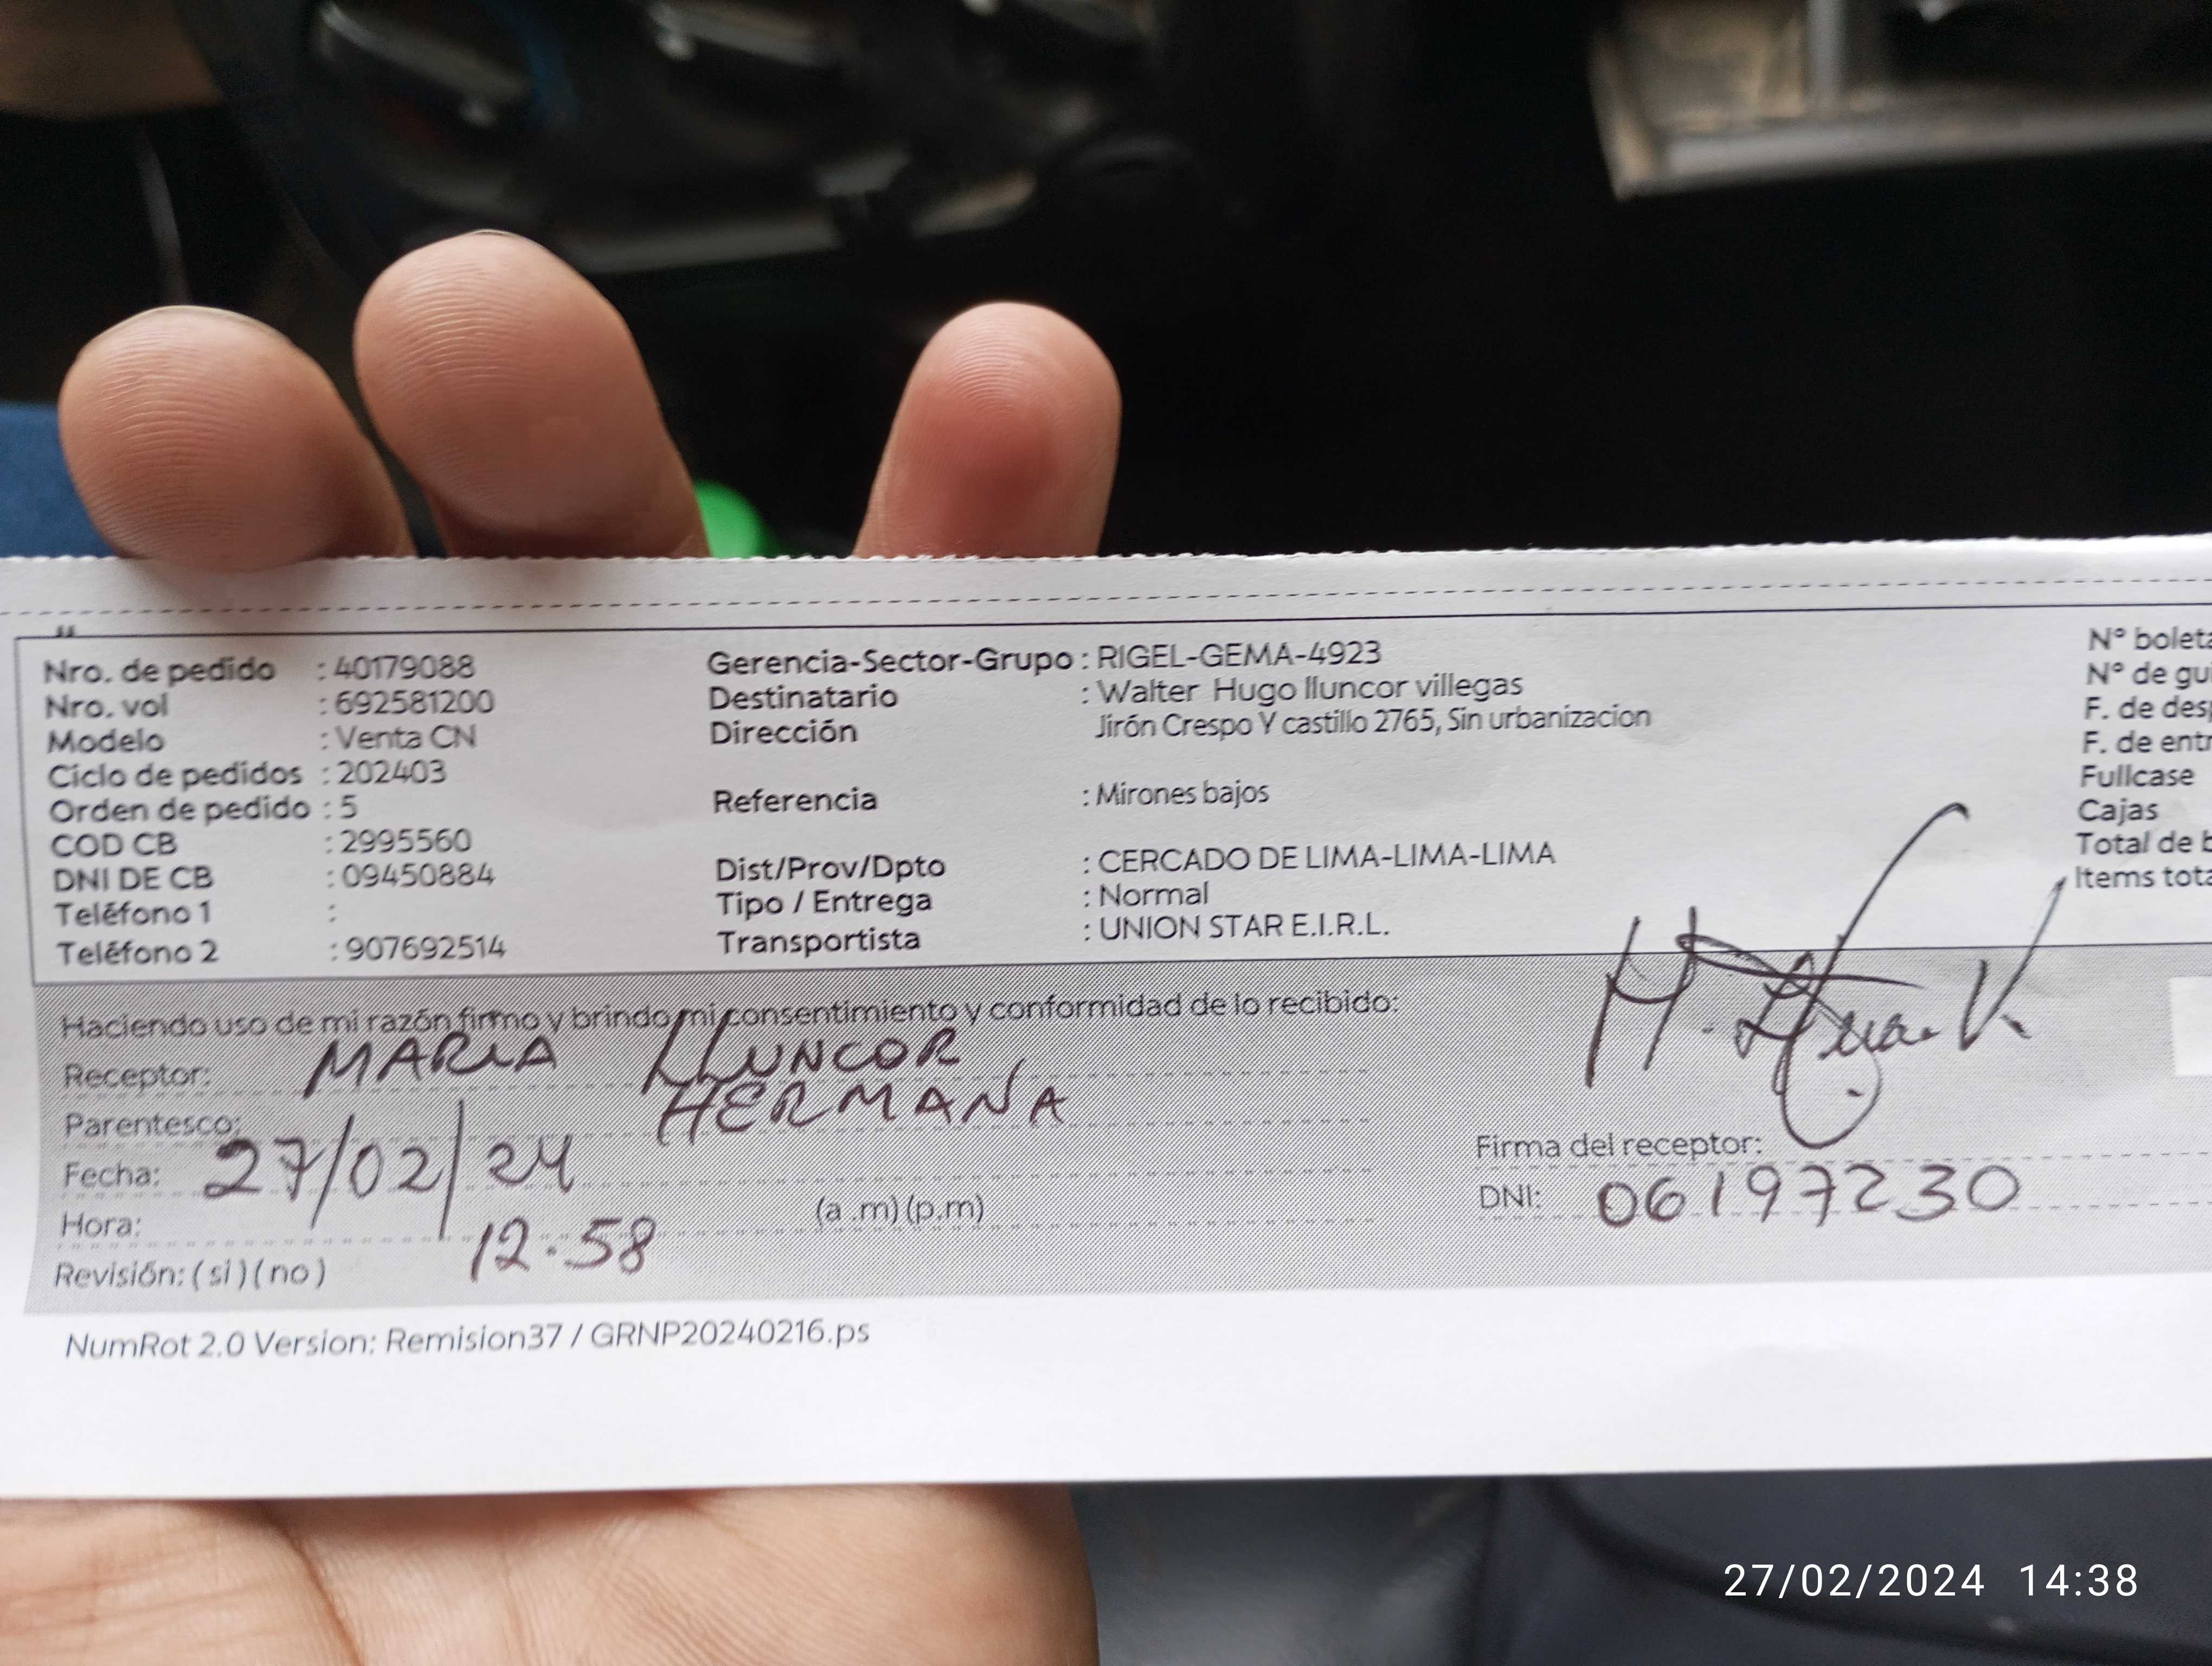 Nro. de pedido : 40179088
Nro. vol : 692581200
Modelo : Venta CN
Ciclo de pedidos : 202403
Orden de pedido : 5
COD CB : 2995560
DNI DE CB : 09450884
Teléfono 1 :
Teléfono 2 : 907692514
Gerencia-Sector-Grupo : RIGEL-GEMA-4923
Destinatario : Walter Hugo lluncor villegas
Dirección Jirón Crespo Y castillo 2765, Sin urbanizacion
Referencia : Mirones bajos
Dist/Prov/Dpto : CERCADO DE LIMA-LIMA-LIMA
Tipo / Entrega : Normal
Transportista : UNION STAR E.I.R.L.
N° boleta
N° de gui
F. de desp
F. de entr
Fullcase
Cajas
Total de b
Items tota
Haciendo uso de mi razón firmo y brindo mi consentimiento y conformidad de lo recibido:
Receptor: MARIA LLUNCOR
Parentesco: HERMANA
Fecha: 27/02/24
Hora: 12.58 (a .m) (p.m)
Revisión: ( si ) ( no )
Firma del receptor:
DNI: 06197230
NumRot 2.0 Version: Remision37 / GRNP20240216.ps
27/02/2024 14:38